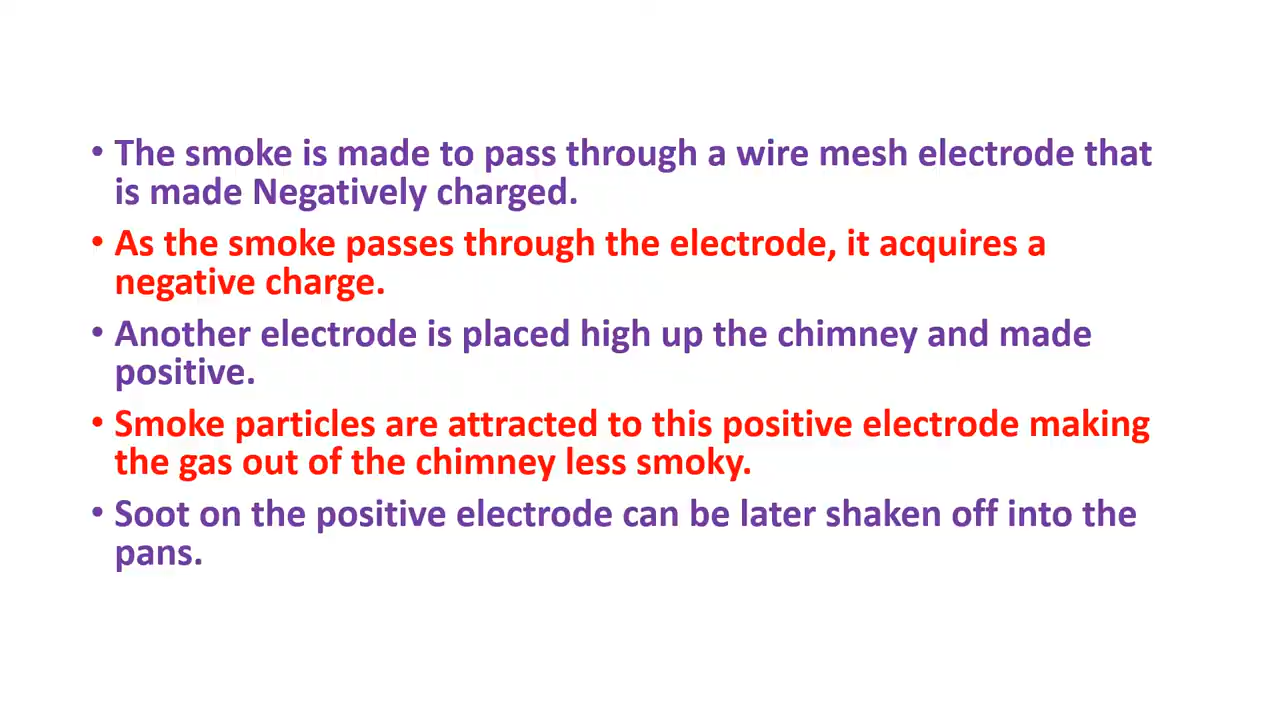 • The smoke is made to pass through a wire mesh electrode that
is made Negatively charged.
• As the smoke passes through the electrode, it acquires a
negative charge.
• Another electrode is placed high up the chimney and made
positive.
• Smoke particles are attracted to this positive electrode making
the gas out of the chimney less smoky.
• Soot on the positive electrode can be later shaken off into the
pans.